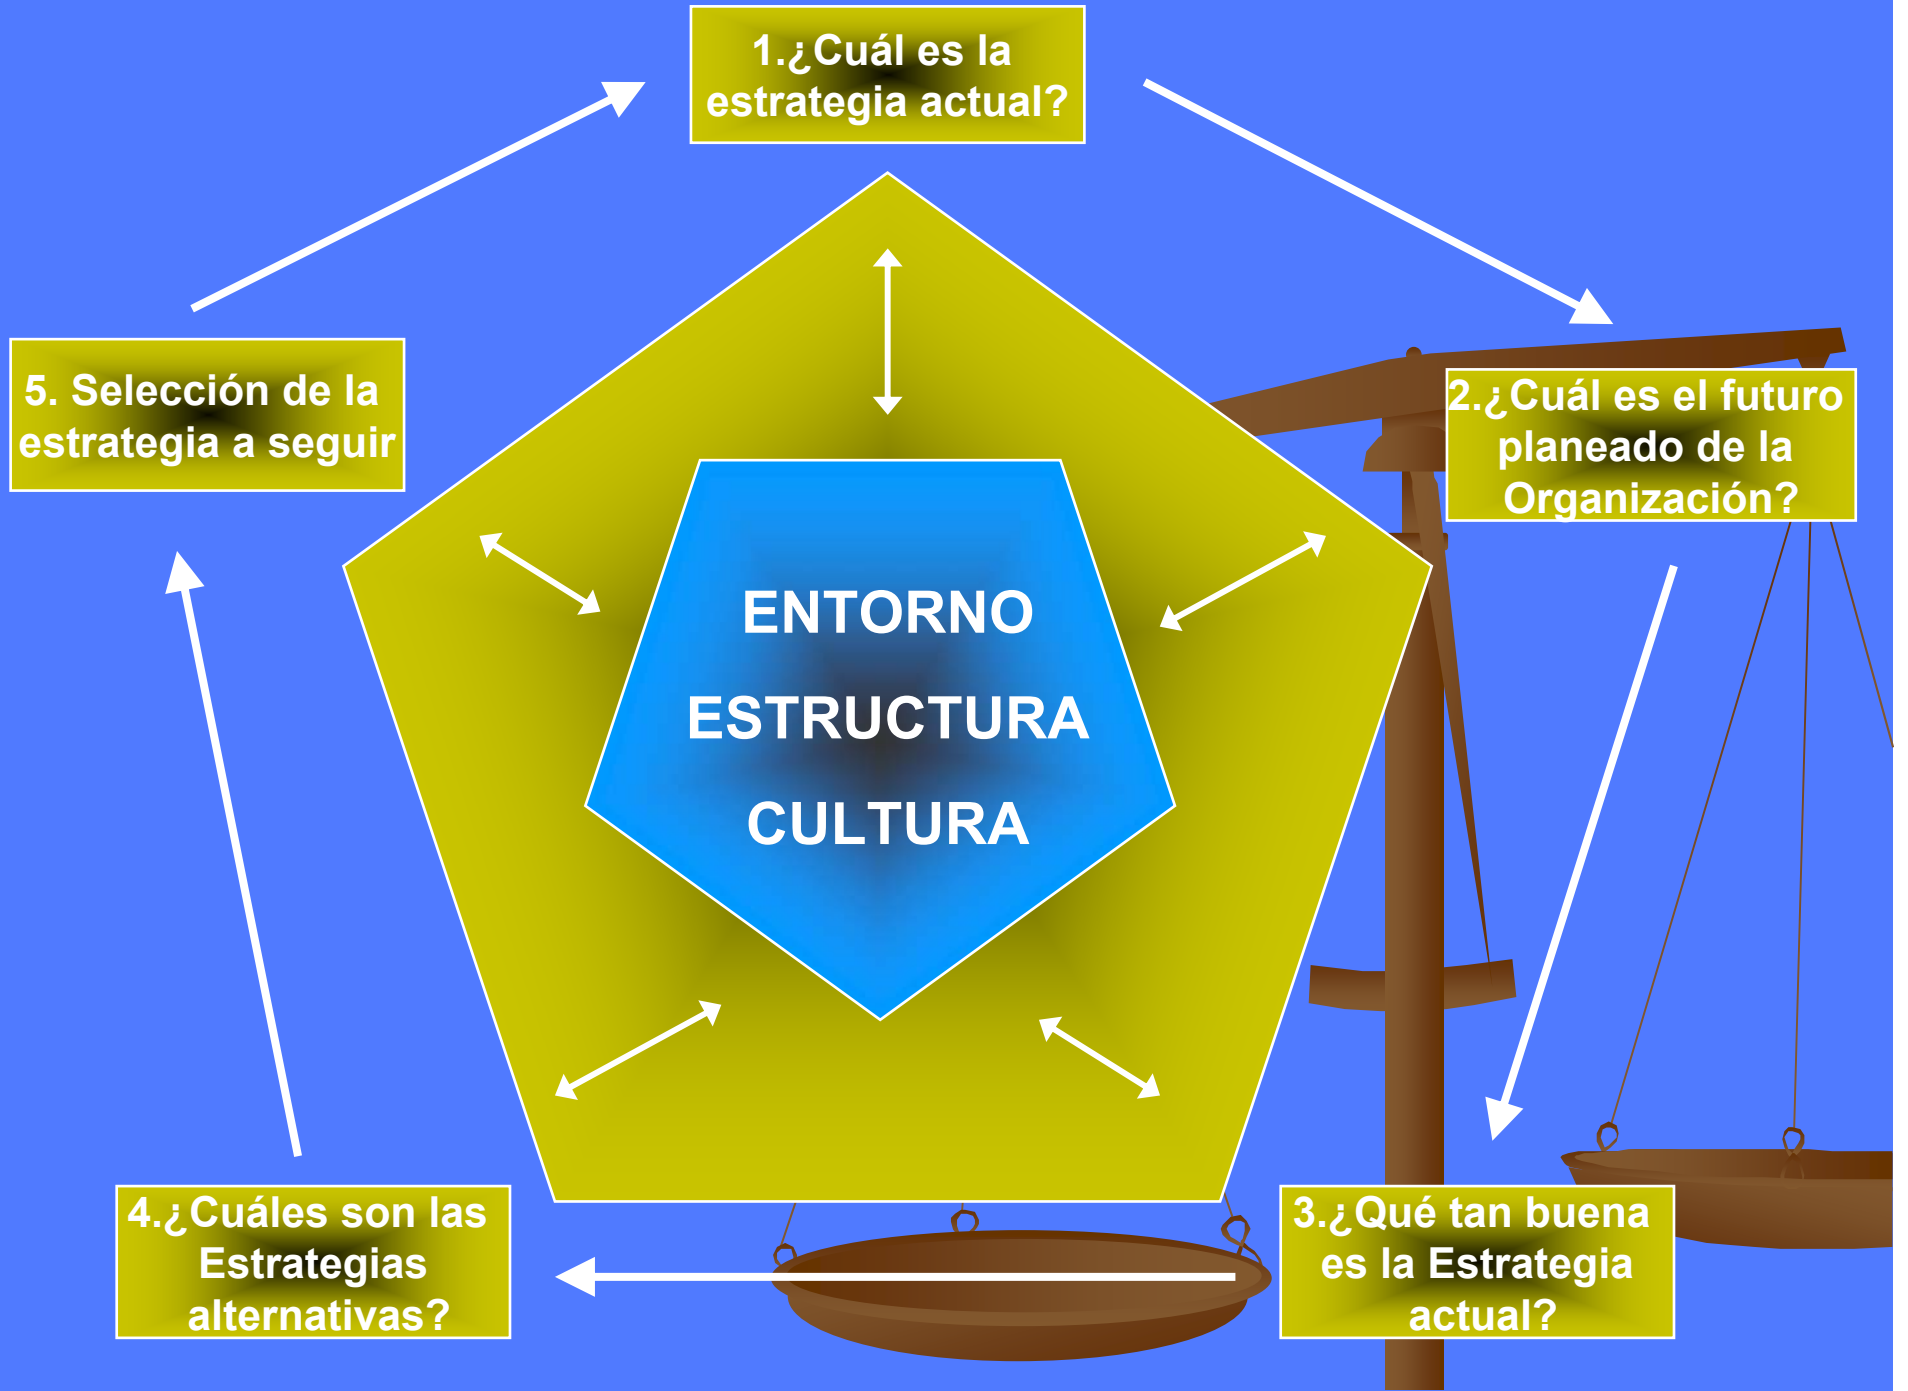 1.¿Cuál es la
estrategia actual?
2.¿Cuál es el futuro
planeado de la
Organización?
3.¿Qué tan buena
es la Estrategia
actual?
4.¿Cuáles son las
Estrategias
alternativas?
5. Selección de la
estrategia a seguir
ENTORNO
ESTRUCTURA
CULTURA